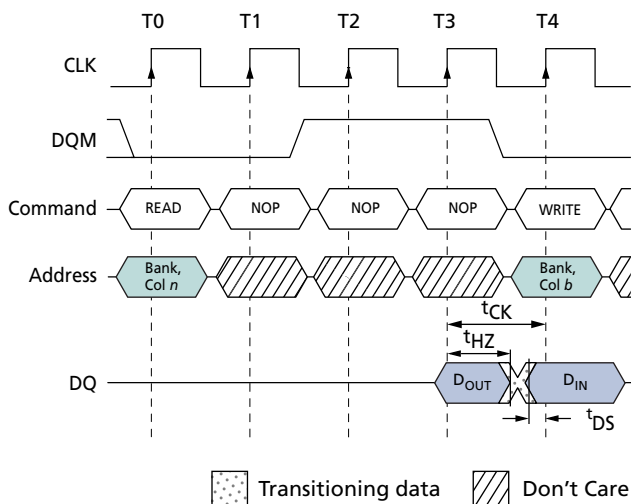 T0 T1 T2 T3 T4
CLK
DQM
Command READ NOP NOP NOP WRITE
Address Bank, Col n Bank, Col b
tCK
tHZ
DQ DOUT DIN
tDS
Transitioning data Don't Care